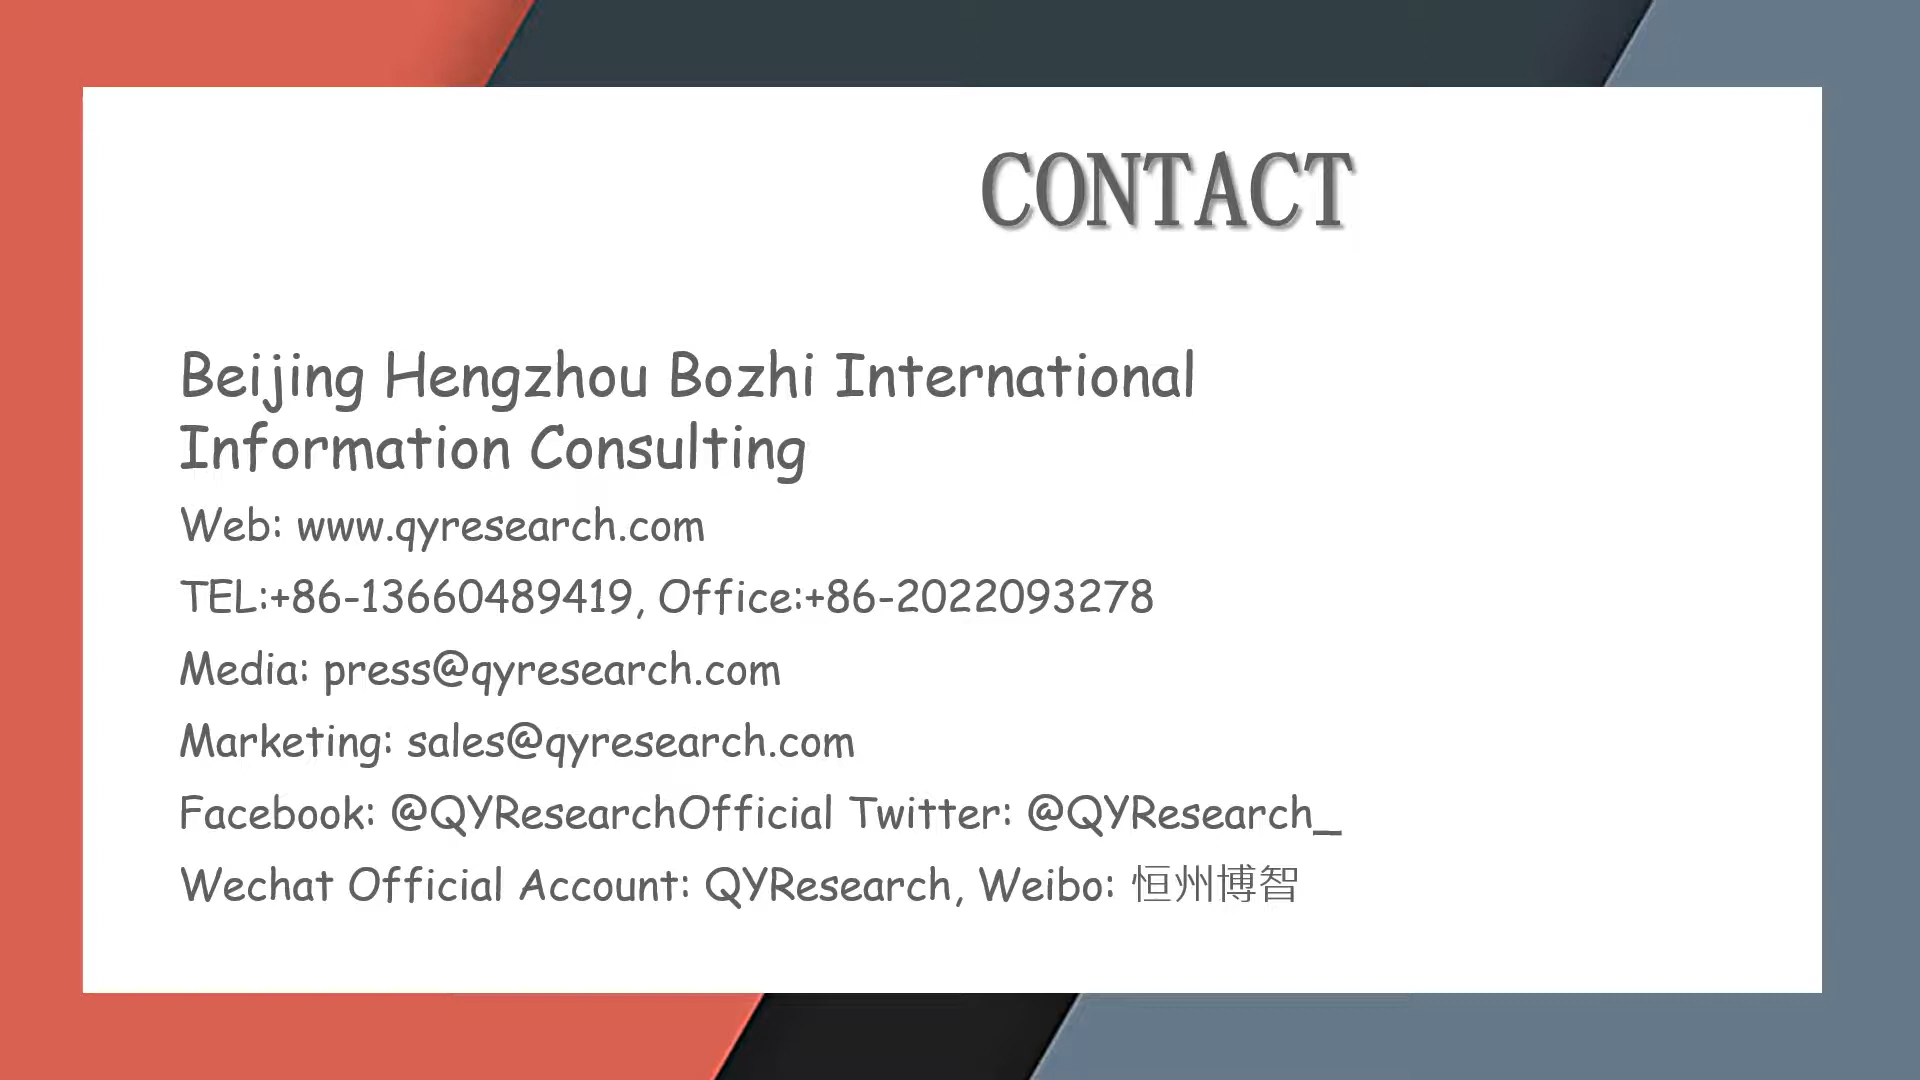 CONTACT
Beijing Hengzhou Bozhi International
Information Consulting
Web: www.qyresearch.com
TEL:+86-13660489419, Office:+86-2022093278
Media: press@qyresearch.com
Marketing: sales@qyresearch.com
Facebook: @QYResearchOfficial Twitter: @QYResearch_
Wechat Official Account: QYResearch, Weibo: 恒州博智